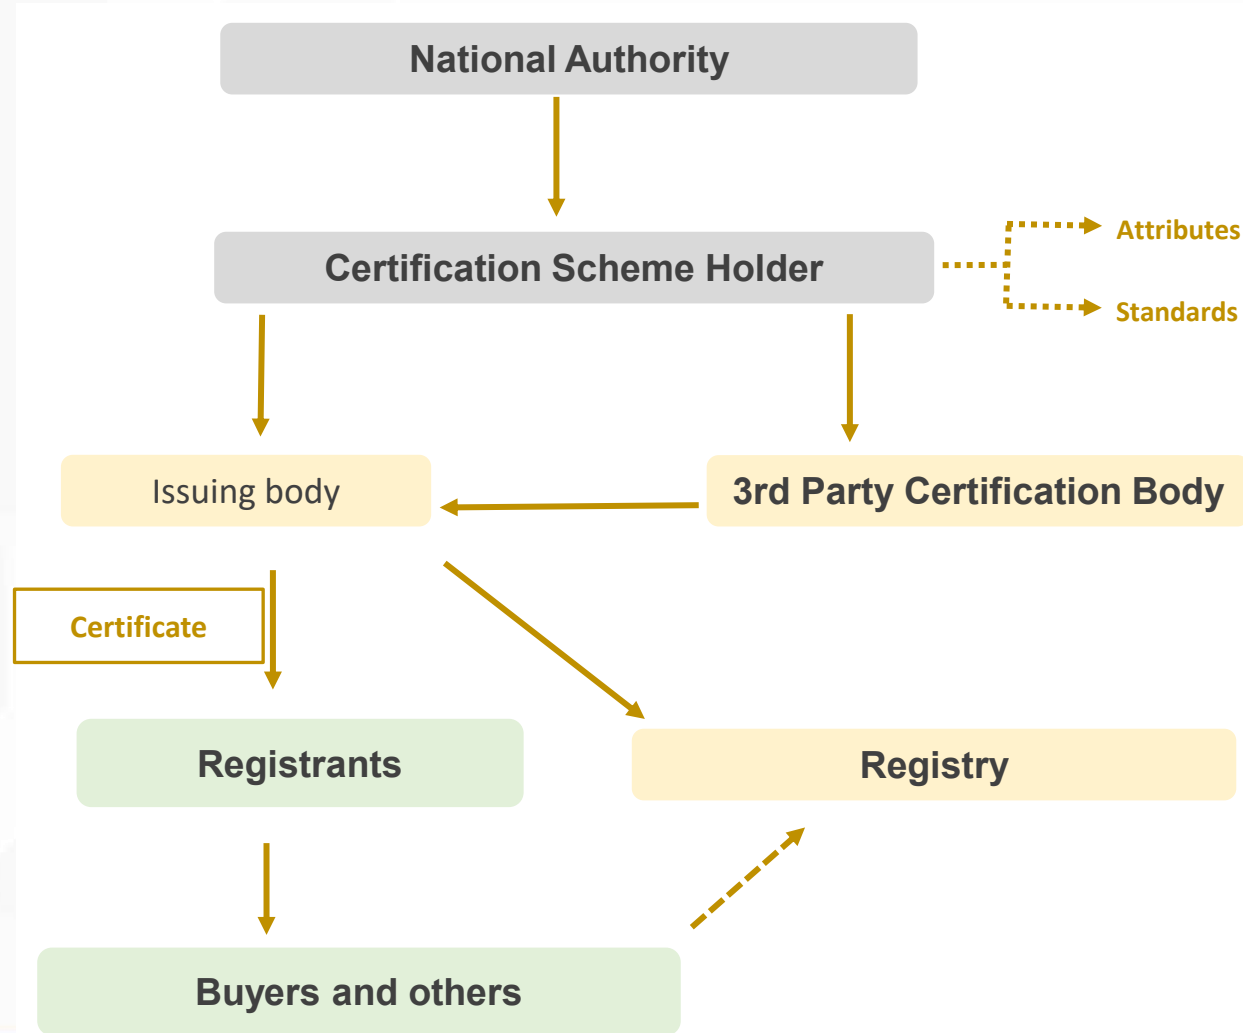 National Authority
Certification Scheme Holder
Attributes
Standards
Issuing body
3rd Party Certification Body
Certificate
Registrants
Registry
Buyers and others